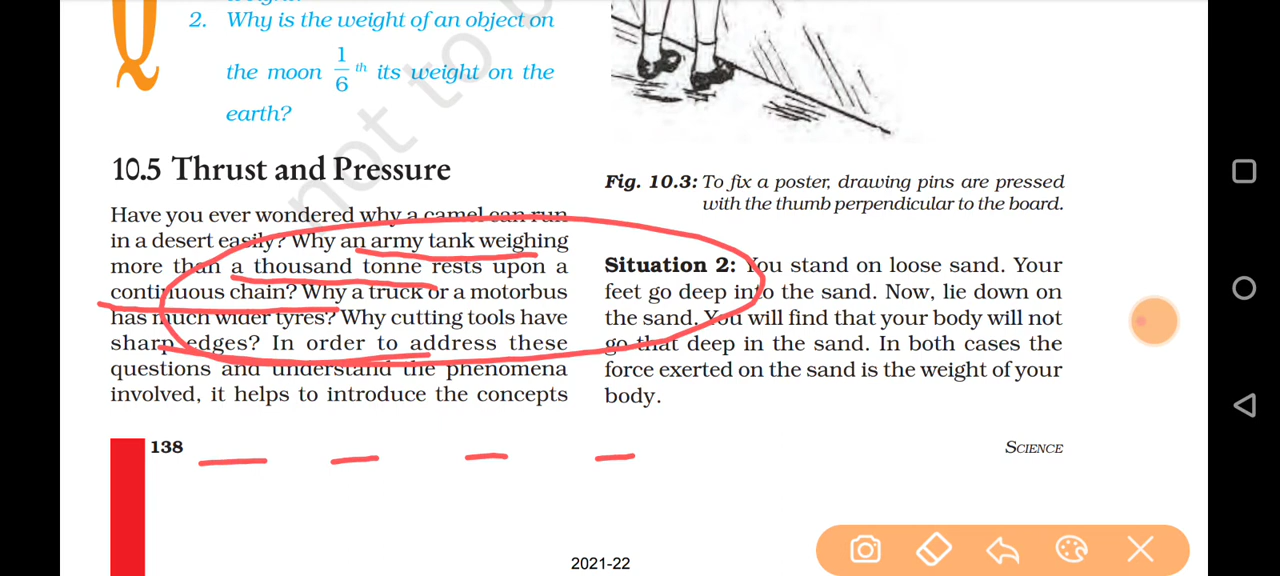 2. Why is the weight of an object on
the moon 1/6 th its weight on the
earth?
10.5 Thrust and Pressure
Have you ever wondered why a camel can run
in a desert easily? Why an army tank weighing
more than a thousand tonne rests upon a
continuous chain? Why a truck or a motorbus
has much wider tyres? Why cutting tools have
sharp edges? In order to address these
questions and understand the phenomena
involved, it helps to introduce the concepts
Fig. 10.3: To fix a poster, drawing pins are pressed
with the thumb perpendicular to the board.
Situation 2: You stand on loose sand. Your
feet go deep into the sand. Now, lie down on
the sand. You will find that your body will not
go that deep in the sand. In both cases the
force exerted on the sand is the weight of your
body.
138
SCIENCE
2021-22
Q
not to b